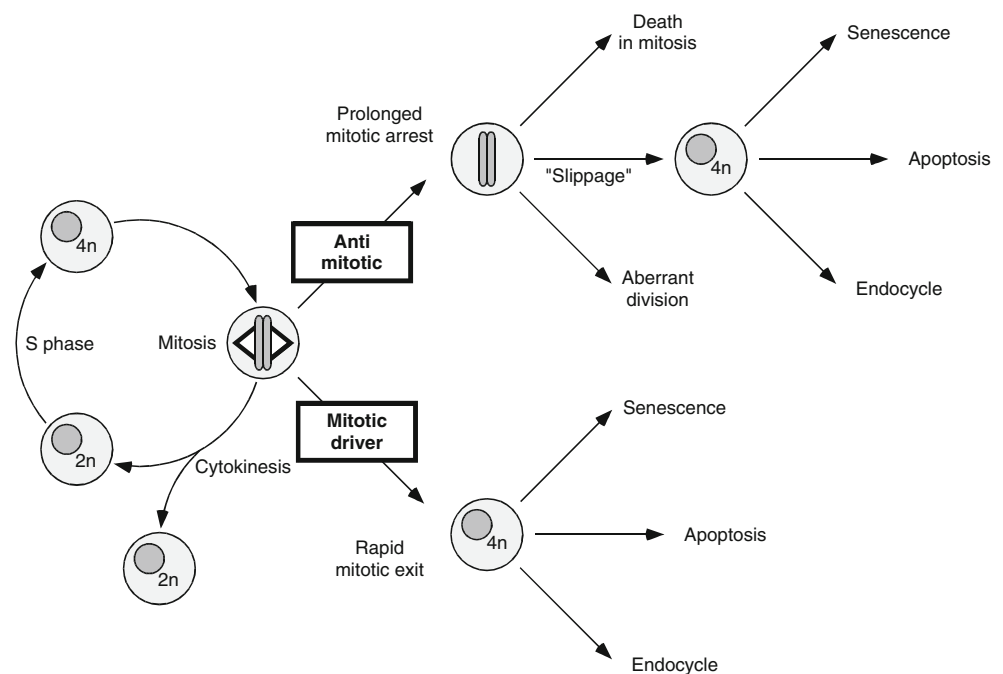 Death
in mitosis
Senescence
Prolonged
mitotic arrest
4n
"Slippage"
Apoptosis
4n
Anti
mitotic
Aberrant
division
Endocycle
S phase
Mitosis
Mitotic
driver
Senescence
2n
Cytokinesis
4n
Apoptosis
Rapid
mitotic exit
2n
Endocycle